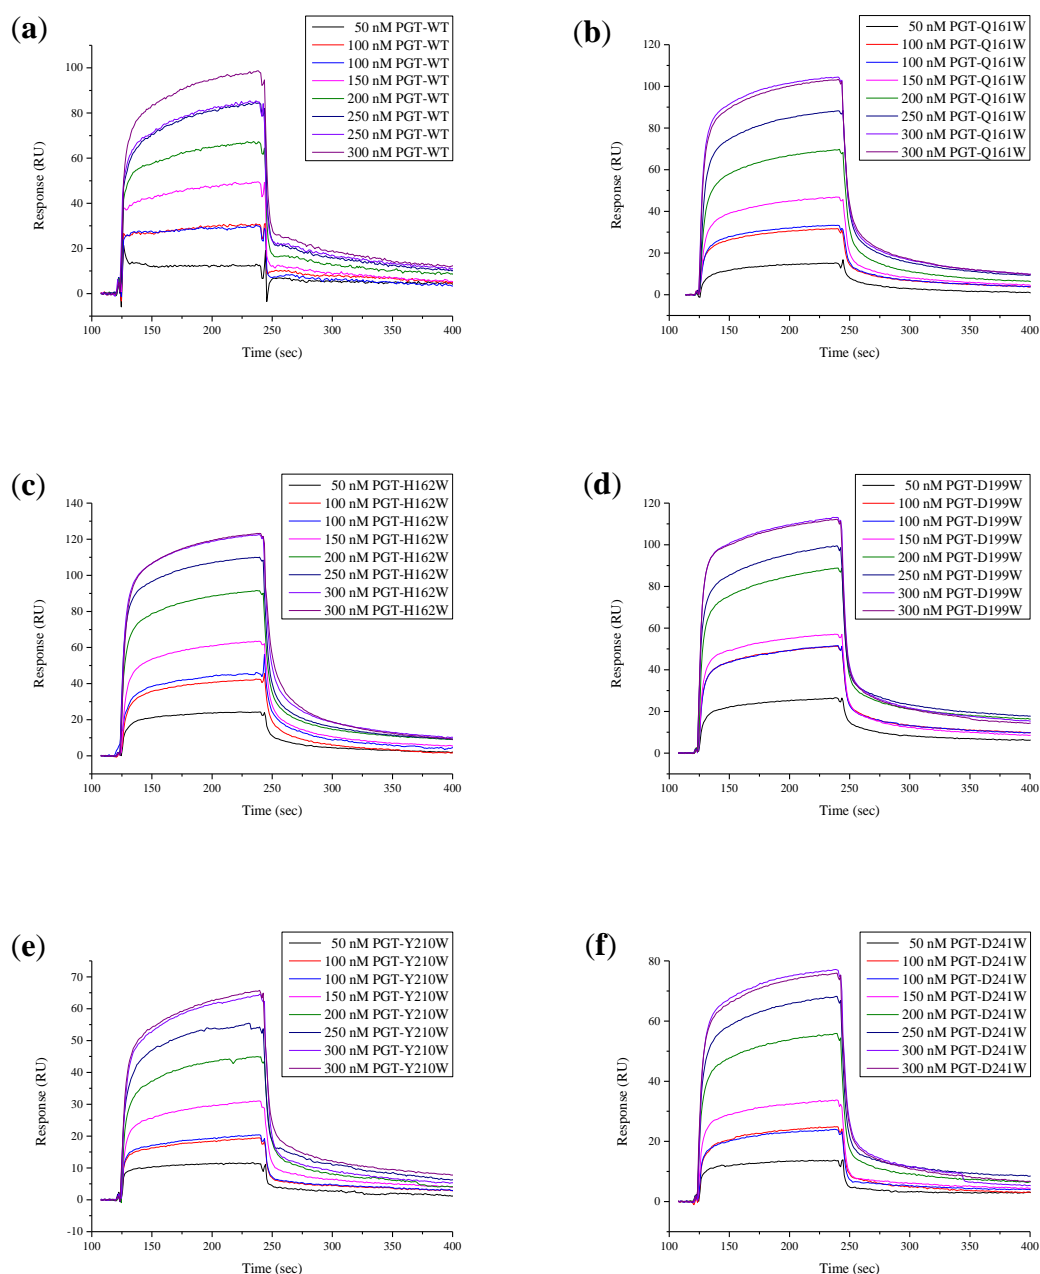 (a)
50 nM PGT-WT
100 nM PGT-WT
100 nM PGT-WT
150 nM PGT-WT
200 nM PGT-WT
250 nM PGT-WT
250 nM PGT-WT
300 nM PGT-WT
100
80
60
40
20
0
Response (RU)
100 150 200 250 300 350 400
Time (sec)
(b)
50 nM PGT-Q161W
100 nM PGT-Q161W
100 nM PGT-Q161W
150 nM PGT-Q161W
200 nM PGT-Q161W
250 nM PGT-Q161W
300 nM PGT-Q161W
300 nM PGT-Q161W
120
100
80
60
40
20
0
Response (RU)
100 150 200 250 300 350 400
Time (sec)
(c)
50 nM PGT-H162W
100 nM PGT-H162W
100 nM PGT-H162W
150 nM PGT-H162W
200 nM PGT-H162W
250 nM PGT-H162W
300 nM PGT-H162W
300 nM PGT-H162W
140
120
100
80
60
40
20
0
Response (RU)
100 150 200 250 300 350 400
Time (sec)
(d)
50 nM PGT-D199W
100 nM PGT-D199W
100 nM PGT-D199W
150 nM PGT-D199W
200 nM PGT-D199W
250 nM PGT-D199W
300 nM PGT-D199W
300 nM PGT-D199W
120
100
80
60
40
20
0
Response (RU)
100 150 200 250 300 350 400
Time (sec)
(e)
50 nM PGT-Y210W
100 nM PGT-Y210W
100 nM PGT-Y210W
150 nM PGT-Y210W
200 nM PGT-Y210W
250 nM PGT-Y210W
300 nM PGT-Y210W
300 nM PGT-Y210W
70
60
50
40
30
20
10
0
-10
Response (RU)
100 150 200 250 300 350 400
Time (sec)
(f)
50 nM PGT-D241W
100 nM PGT-D241W
100 nM PGT-D241W
150 nM PGT-D241W
200 nM PGT-D241W
250 nM PGT-D241W
300 nM PGT-D241W
300 nM PGT-D241W
80
60
40
20
0
Response (RU)
100 150 200 250 300 350 400
Time (sec)